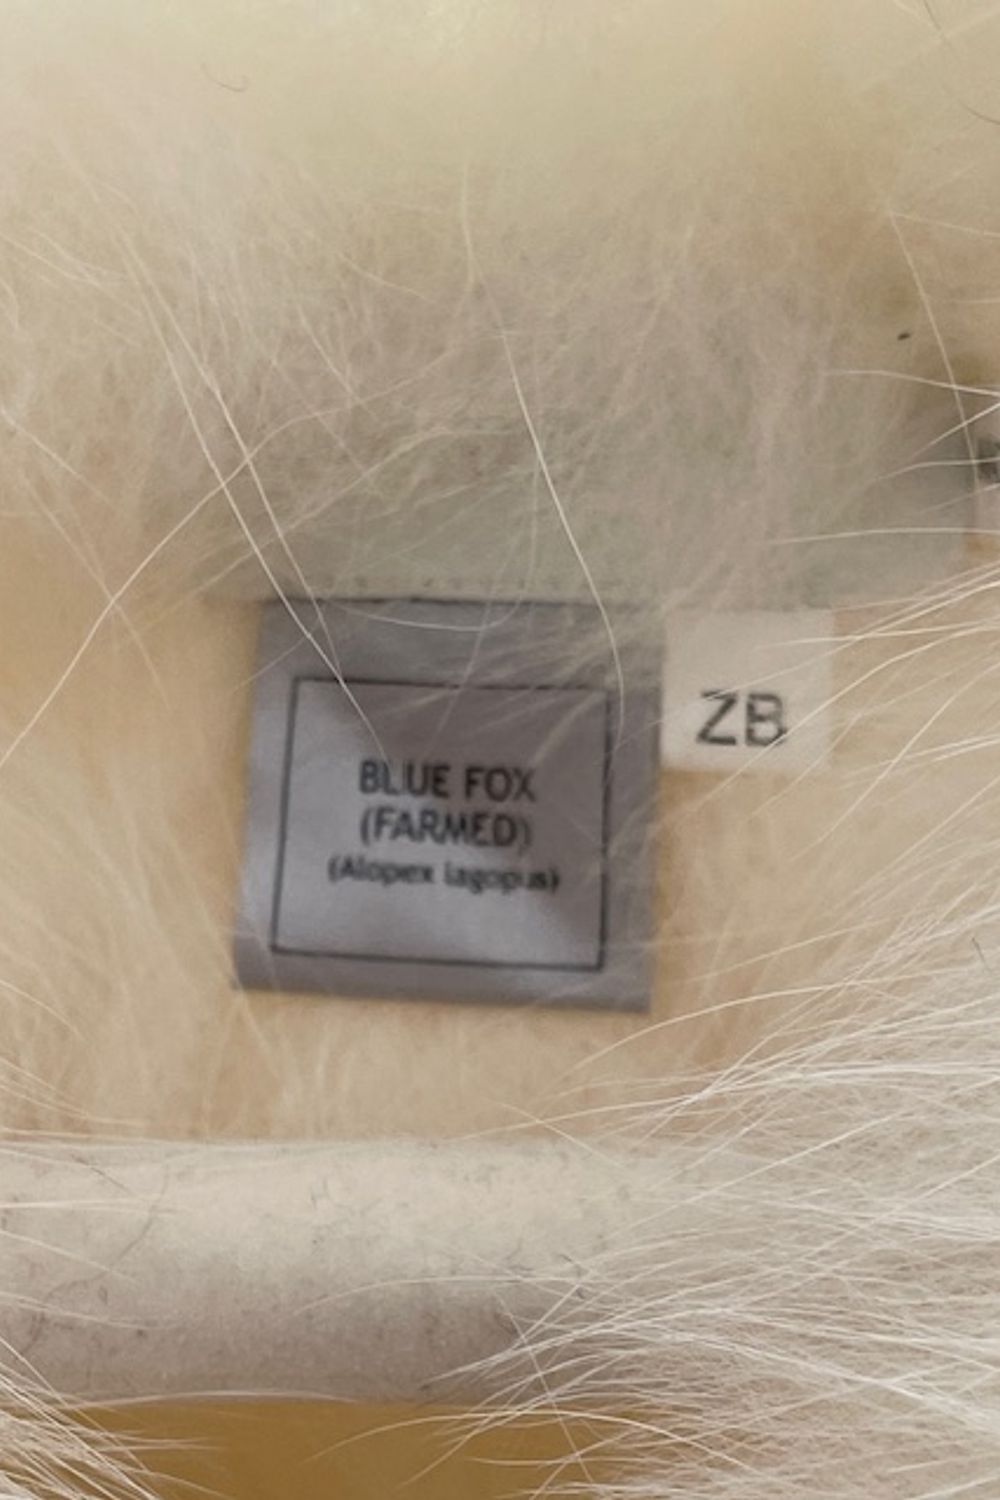 BLUE FOX
(FARMED)
(Alopex lagopus)
ZB